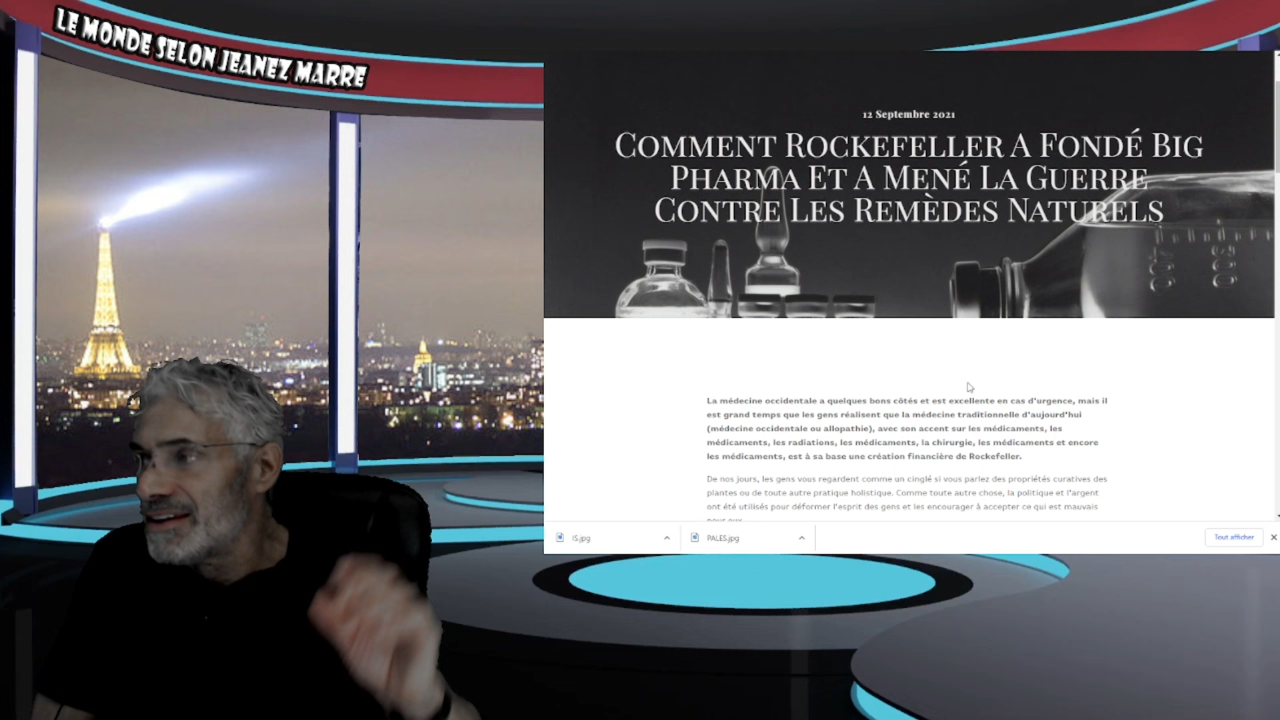 LE MONDE SELON JEANEZ MARRE
12 Septembre 2021
COMMENT ROCKEFELLER A FONDÉ BIG
PHARMA ET A MENÉ LA GUERRE
CONTRE LES REMÈDES NATURELS
La médecine occidentale a quelques bons côtés et est excellente en cas d'urgence, mais il
est grand temps que les gens réalisent que la médecine traditionnelle d'aujourd'hui
(médecine occidentale ou allopathie), avec son accent sur les médicaments, les
médicaments, les radiations, les médicaments, la chirurgie, les médicaments et encore
les médicaments, est à sa base une création financière de Rockefeller.
De nos jours, les gens vous regardent comme un cinglé si vous parlez des propriétés curatives des
plantes ou de toute autre pratique holistique. Comme toute autre chose, la politique et l'argent
ont été utilisés pour déformer l'esprit des gens et les encourager à accepter ce qui est mauvais
IS.jpg
PALES.jpg
Tout afficher